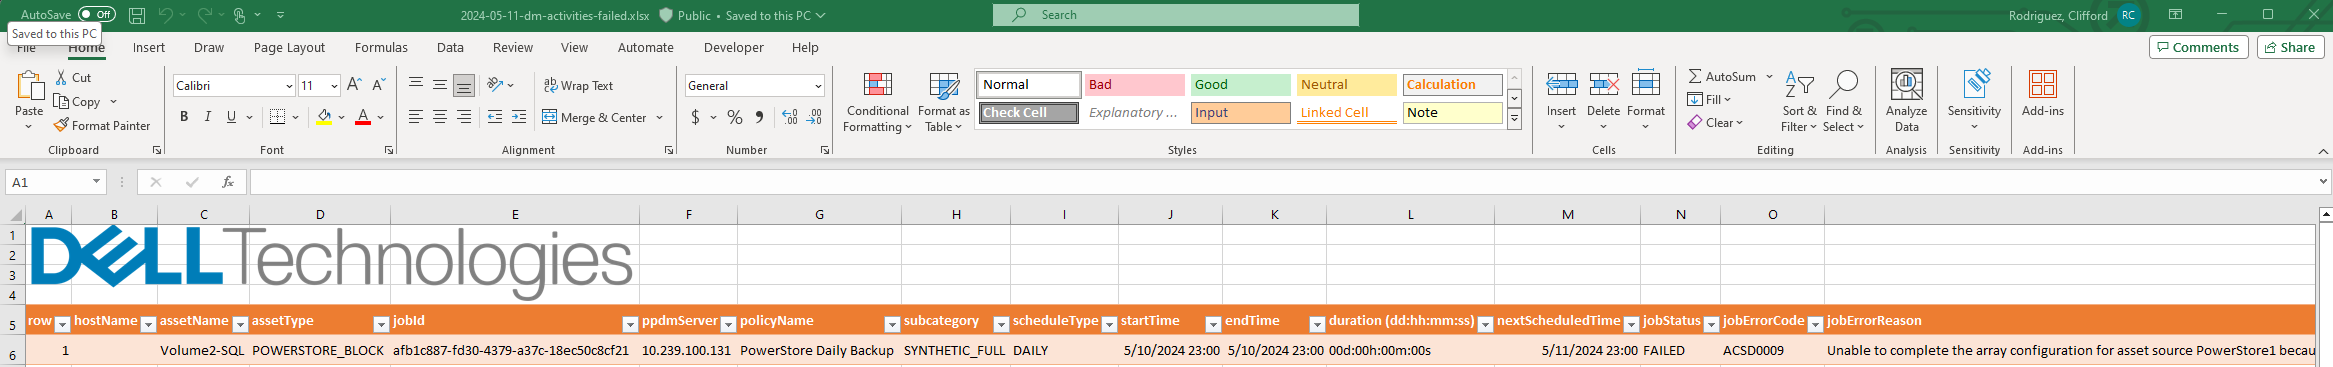 AutoSave Off 2024-05-11-dm-activities-failed.xlsx Public • Saved to this PC Search Rodriguez, Clifford RC
Saved to this PC
File Home Insert Draw Page Layout Formulas Data Review View Automate Developer Help Comments Share
Paste
Cut
Copy
Format Painter
Clipboard
Calibri 11
B I U A
Font
Wrap Text
Merge & Center
Alignment
General
$ % 9
Number
Conditional Formatting
Format as Table
Normal Bad Good Neutral Calculation
Check Cell Explanatory ... Input Linked Cell Note
Styles
Insert Delete Format
Cells
AutoSum
Fill
Clear
Sort & Filter
Find & Select
Editing
Analyze Data
Analysis
Sensitivity
Sensitivity
Add-ins
Add-ins
A1 fx
A B C D E F G H I J K L M N O
1
2
3
4
DELL Technologies
5 row hostName assetName assetType jobId ppdmServer policyName subcategory scheduleType startTime endTime duration (dd:hh:mm:ss) nextScheduledTime jobStatus jobErrorCode jobErrorReason
6 1 Volume2-SQL POWERSTORE_BLOCK afb1c887-fd30-4379-a37c-18ec50c8cf21 10.239.100.131 PowerStore Daily Backup SYNTHETIC_FULL DAILY 5/10/2024 23:00 5/10/2024 23:00 00d:00h:00m:00s 5/11/2024 23:00 FAILED ACSD0009 Unable to complete the array configuration for asset source PowerStore1 becau